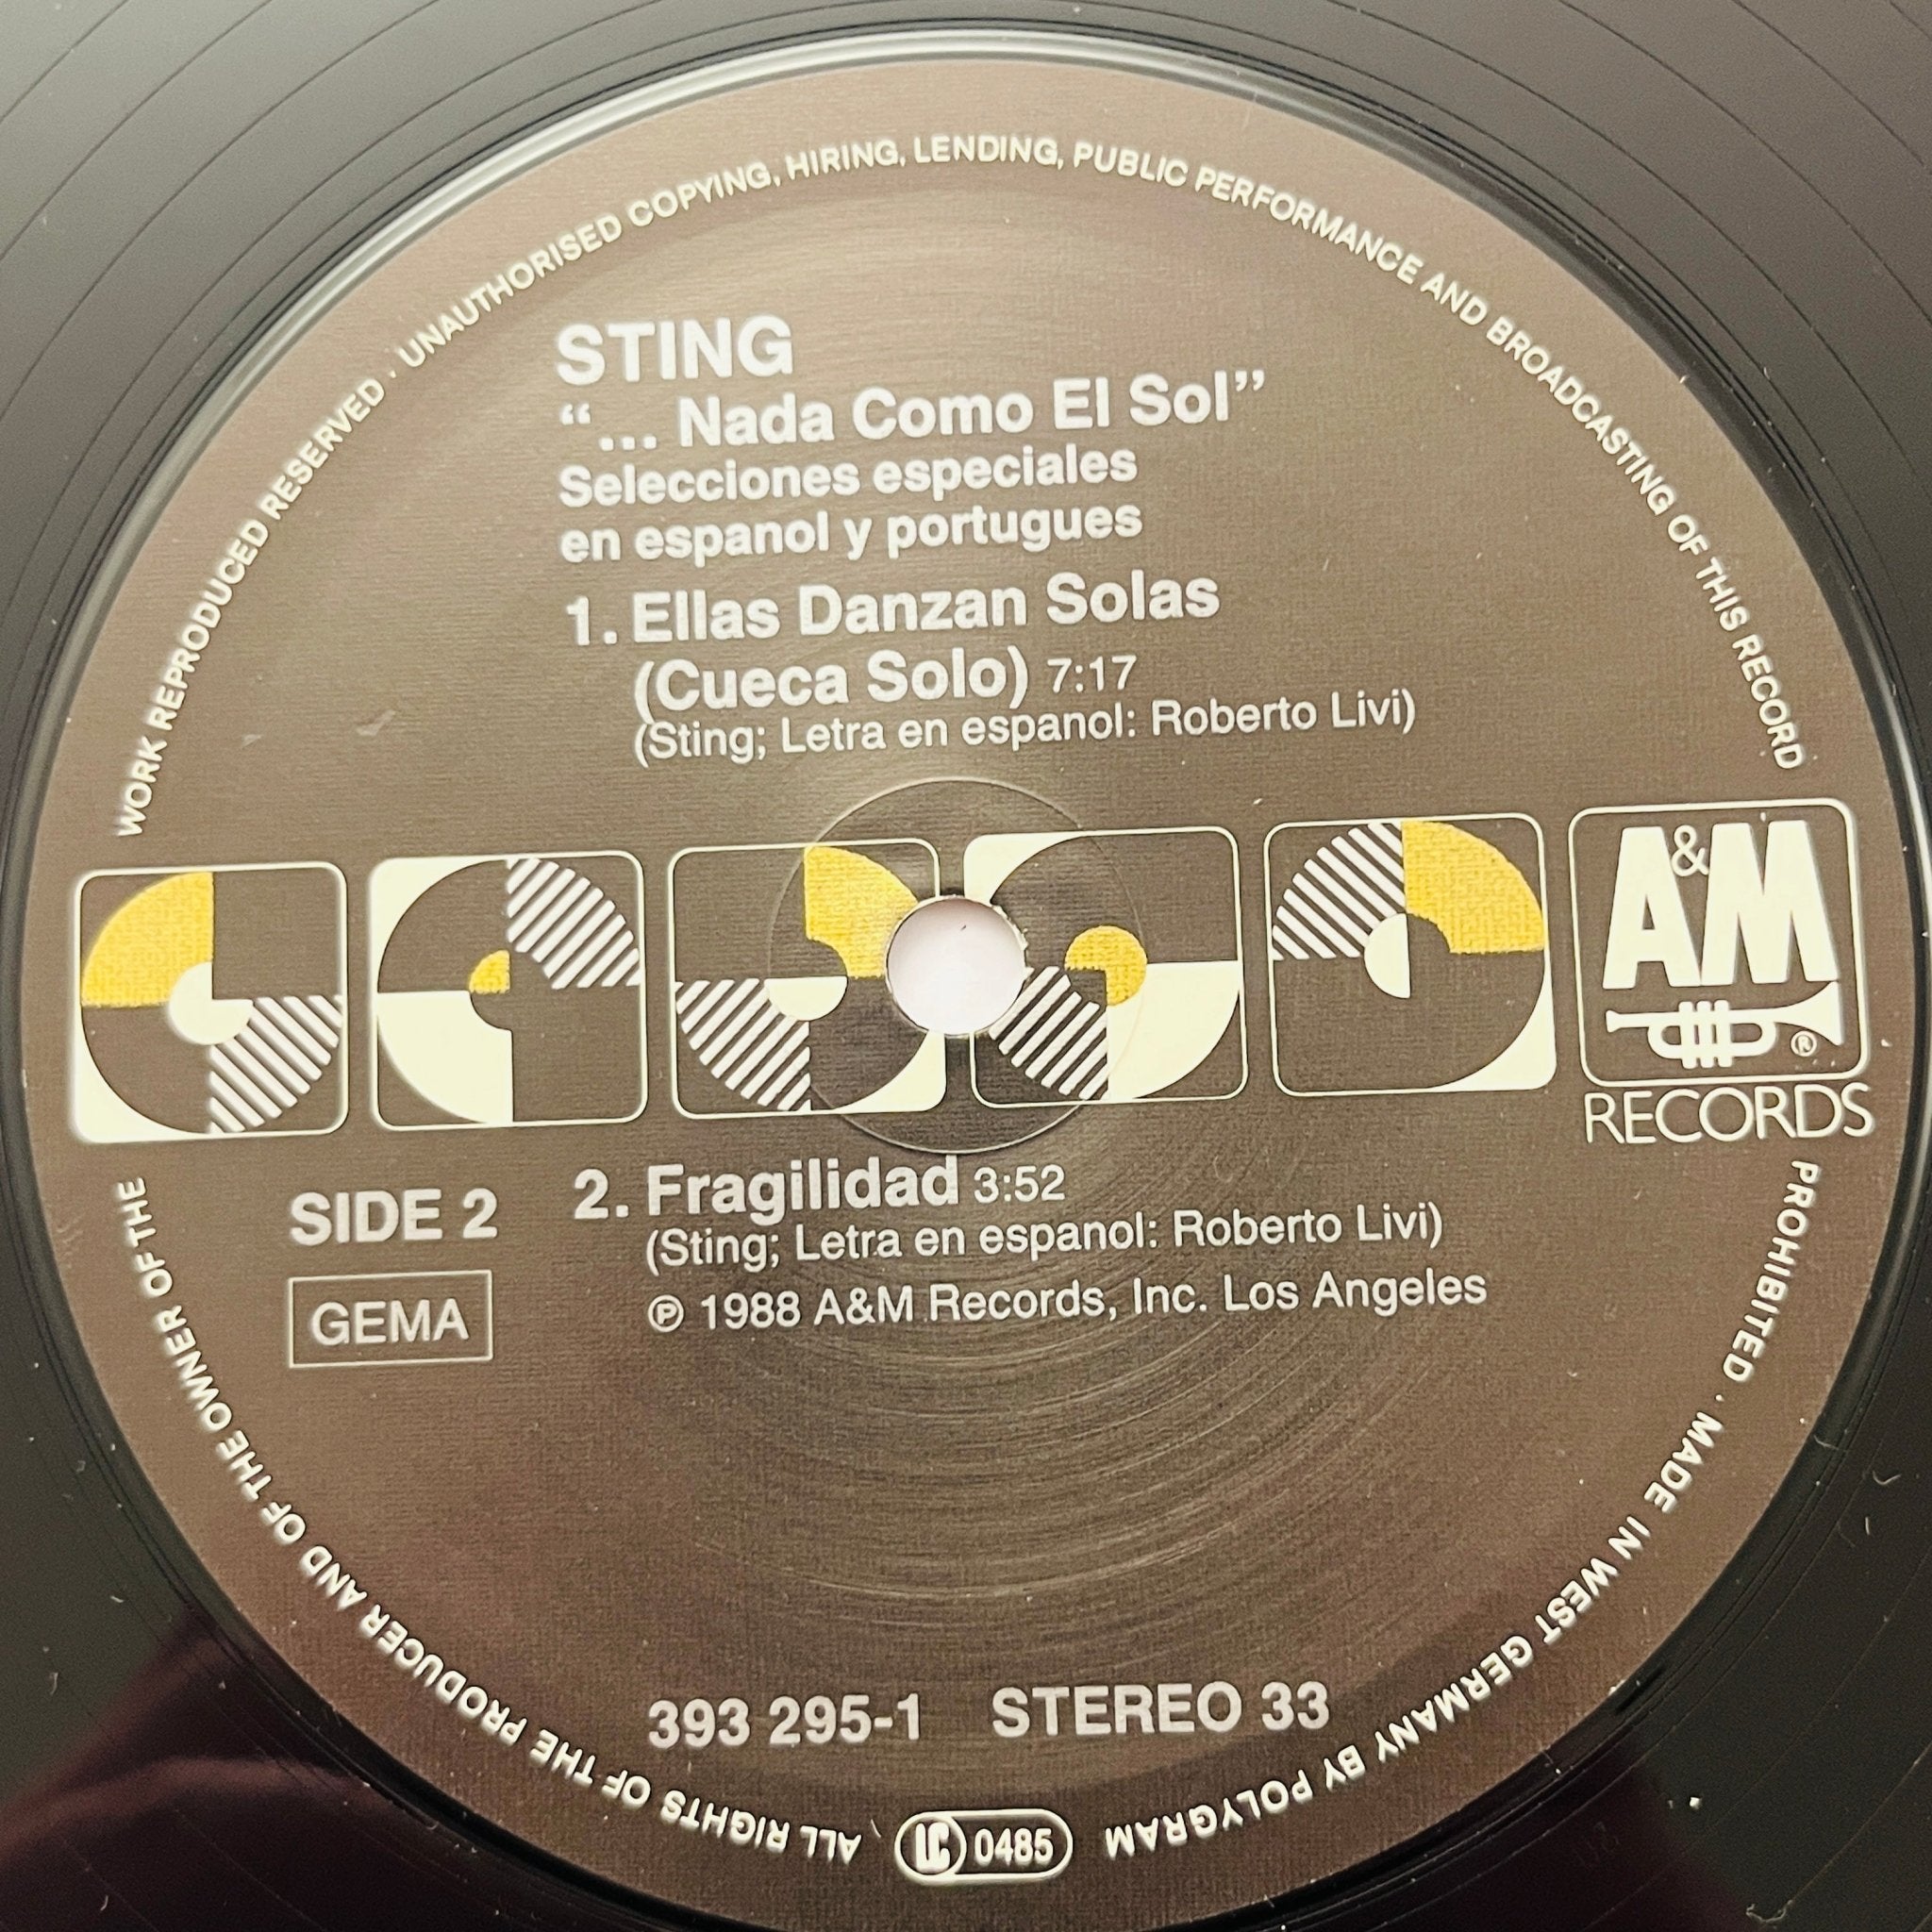 WORK REPRODUCED RESERVED · UNAUTHORISED COPYING, HIRING, LENDING, PUBLIC PERFORMANCE AND BROADCASTING OF THIS RECORD
STING
“... Nada Como El Sol”
Selecciones especiales
en espanol y portugues
1. Ellas Danzan Solas
(Cueca Solo) 7:17
(Sting; Letra en espanol: Roberto Livi)
A&M
®
RECORDS
SIDE 2
GEMA
2. Fragilidad 3:52
(Sting; Letra en espanol: Roberto Livi)
℗ 1988 A&M Records, Inc. Los Angeles
393 295-1 STEREO 33
PROHIBITED · MADE IN WEST GERMANY BY POLYGRAM
LC 0485
ALL RIGHTS OF THE PRODUCER AND OF THE OWNER OF THE